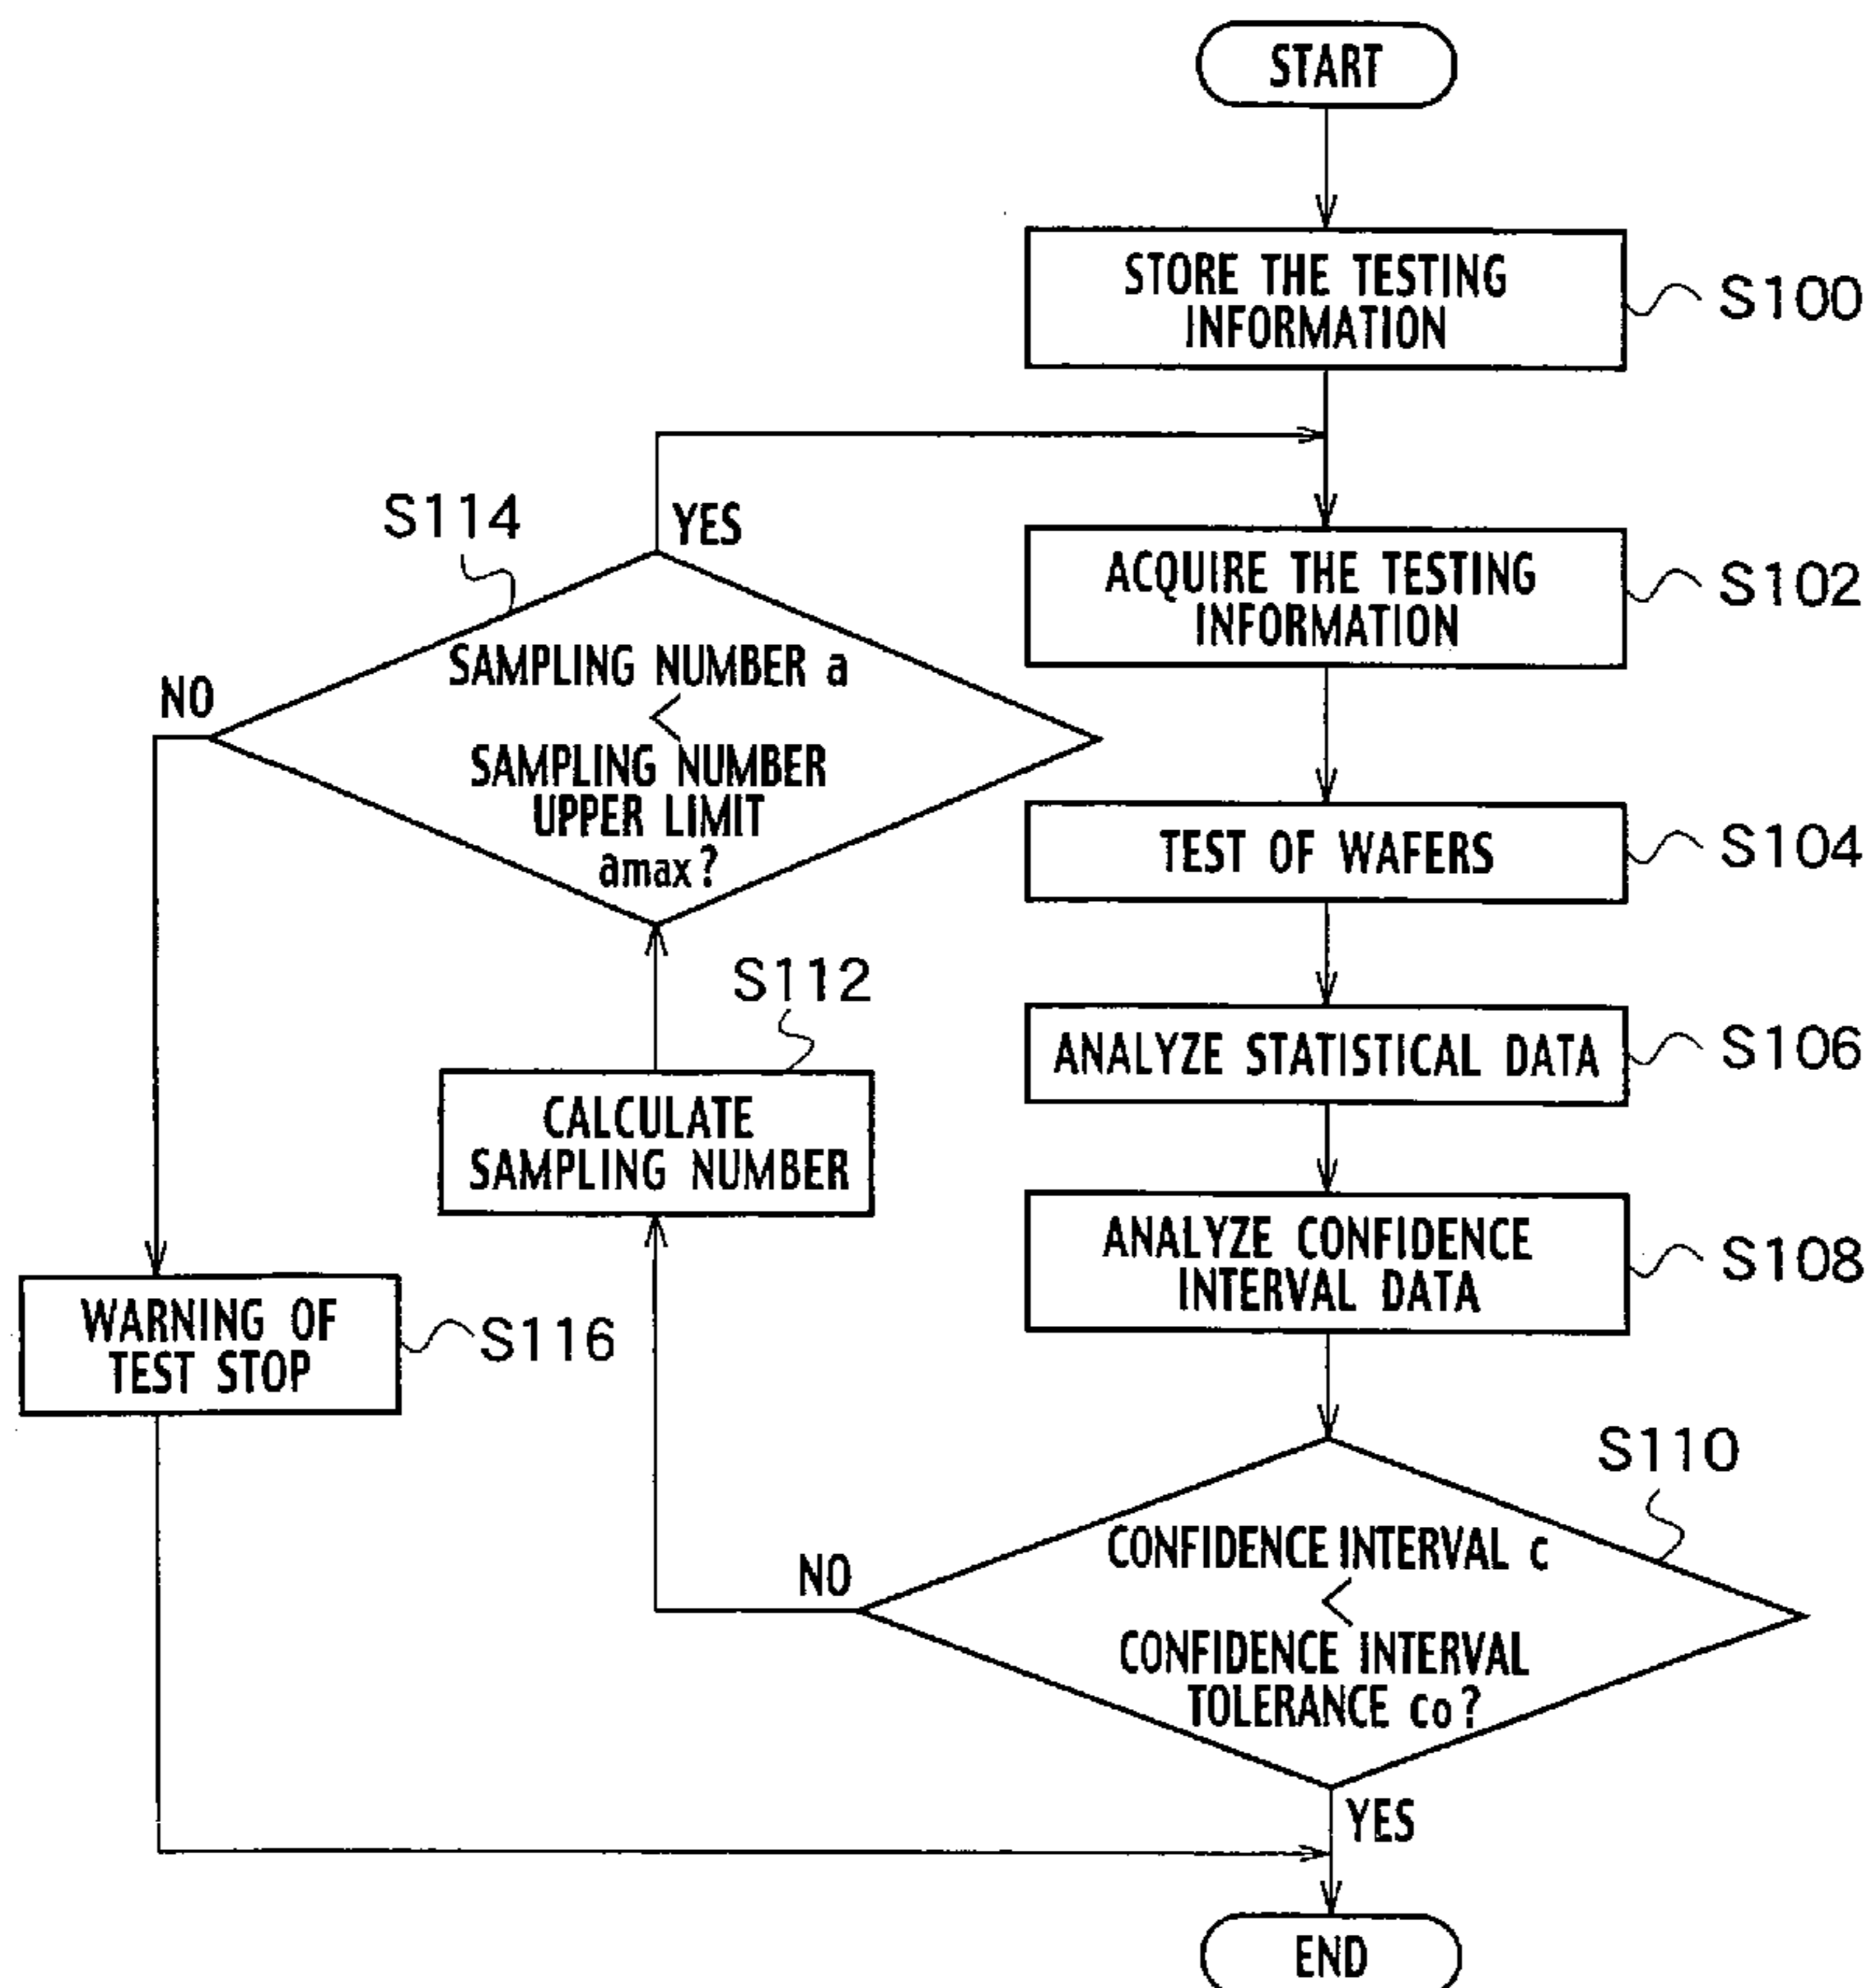 START
STORE THE TESTING
INFORMATION
S100
S114
YES
ACQUIRE THE TESTING
INFORMATION
S102
NO
SAMPLING NUMBER a
<
SAMPLING NUMBER
UPPER LIMIT
amax?
TEST OF WAFERS
S104
S112
ANALYZE STATISTICAL DATA
S106
CALCULATE
SAMPLING NUMBER
ANALYZE CONFIDENCE
INTERVAL DATA
S108
WARNING OF
TEST STOP
S116
S110
NO
CONFIDENCE INTERVAL c
<
CONFIDENCE INTERVAL
TOLERANCE co?
YES
END